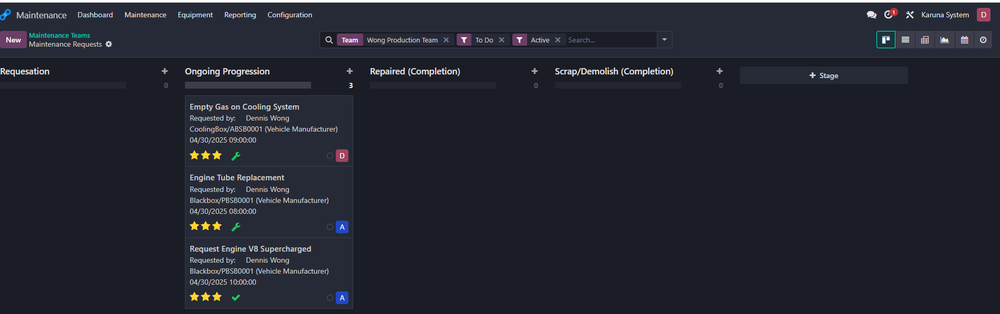 Maintenance Dashboard Maintenance Equipment Reporting Configuration 1 Karuna System D
New Maintenance Teams
Maintenance Requests
Team Wong Production Team To Do Active Search...
Requesation
0
Ongoing Progression
3
Empty Gas on Cooling System
Requested by: Dennis Wong
CoolingBox/ABSB0001 (Vehicle Manufacturer)
04/30/2025 09:00:00
D
Engine Tube Replacement
Requested by: Dennis Wong
Blackbox/PBSB0001 (Vehicle Manufacturer)
04/30/2025 08:00:00
A
Request Engine V8 Supercharged
Requested by: Dennis Wong
Blackbox/PBSB0001 (Vehicle Manufacturer)
04/30/2025 10:00:00
A
Repaired (Completion)
0
Scrap/Demolish (Completion)
0
Stage